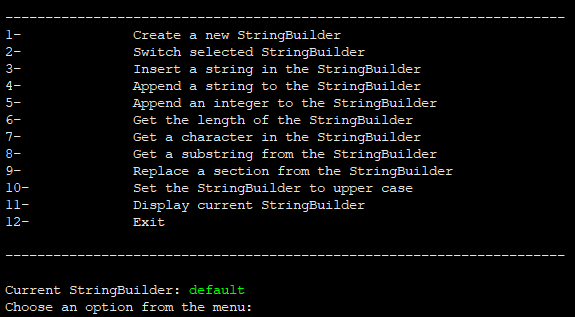 ----------------------------------------------------------------------
1-              Create a new StringBuilder
2-              Switch selected StringBuilder
3-              Insert a string in the StringBuilder
4-              Append a string to the StringBuilder
5-              Append an integer to the StringBuilder
6-              Get the length of the StringBuilder
7-              Get a character in the StringBuilder
8-              Get a substring from the StringBuilder
9-              Replace a section from the StringBuilder
10-             Set the StringBuilder to upper case
11-             Display current StringBuilder
12-             Exit
----------------------------------------------------------------------
Current StringBuilder: default
Choose an option from the menu: